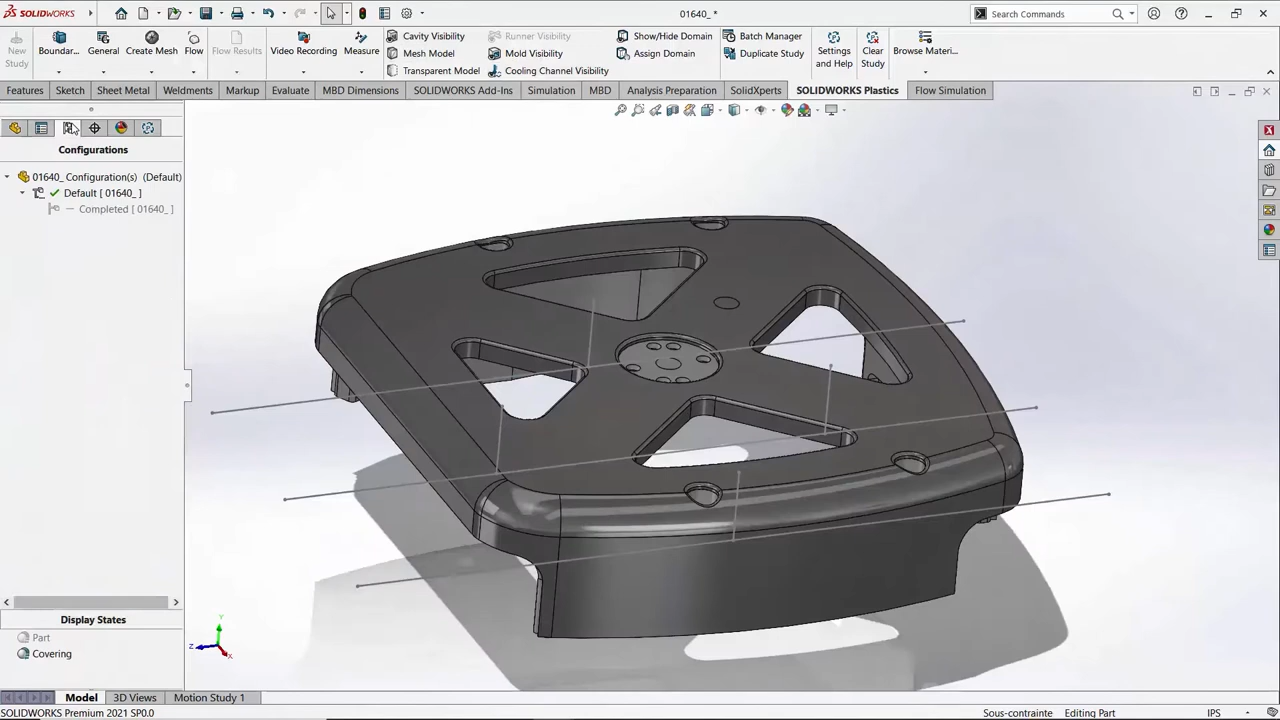 SOLIDWORKS
01640_ *
Search Commands
New Study
Boundar...
General
Create Mesh
Flow
Flow Results
Video Recording
Measure
Cavity Visibility
Mesh Model
Transparent Model
Runner Visibility
Mold Visibility
Cooling Channel Visibility
Show/Hide Domain
Assign Domain
Batch Manager
Duplicate Study
Settings and Help
Clear Study
Browse Materi...
Features
Sketch
Sheet Metal
Weldments
Markup
Evaluate
MBD Dimensions
SOLIDWORKS Add-Ins
Simulation
MBD
Analysis Preparation
SolidXperts
SOLIDWORKS Plastics
Flow Simulation
Configurations
01640_ Configuration(s) (Default)
Default [ 01640_ ]
Completed [ 01640_ ]
Display States
Part
Covering
Y
Z
X
Model
3D Views
Motion Study 1
SOLIDWORKS Premium 2021 SP0.0
Sous-contrainte
Editing Part
IPS